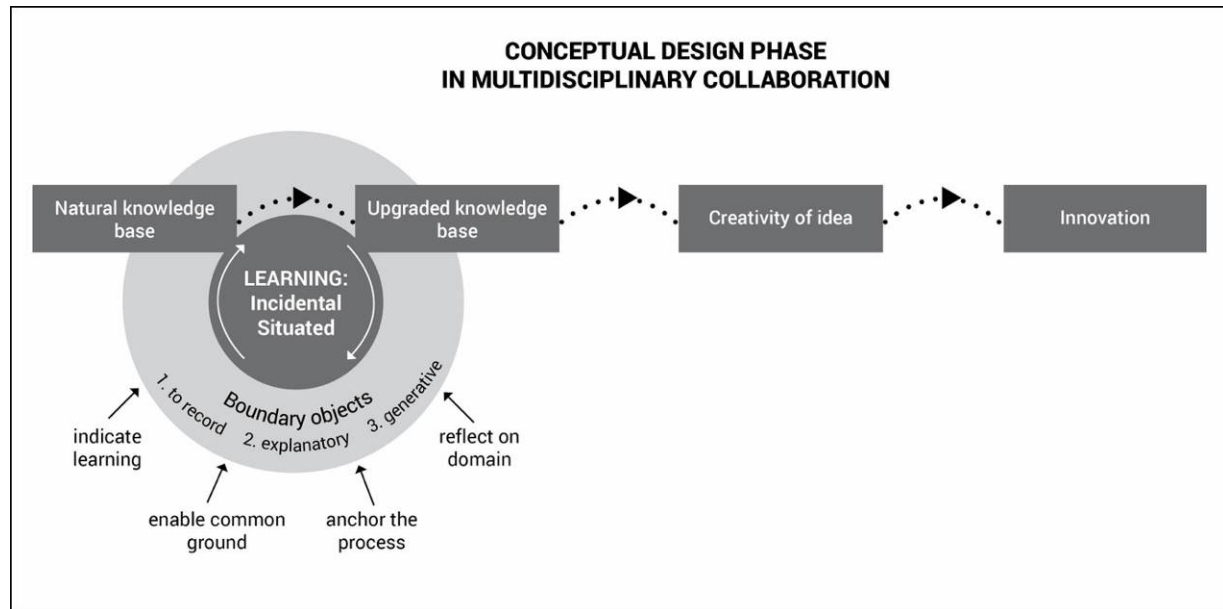 CONCEPTUAL DESIGN PHASE
IN MULTIDISCIPLINARY COLLABORATION
Natural knowledge
base
Upgraded knowledge
base
Creativity of idea
Innovation
LEARNING:
Incidental
Situated
Boundary objects
1. to record
2. explanatory
3. generative
indicate
learning
enable common
ground
anchor the
process
reflect on
domain